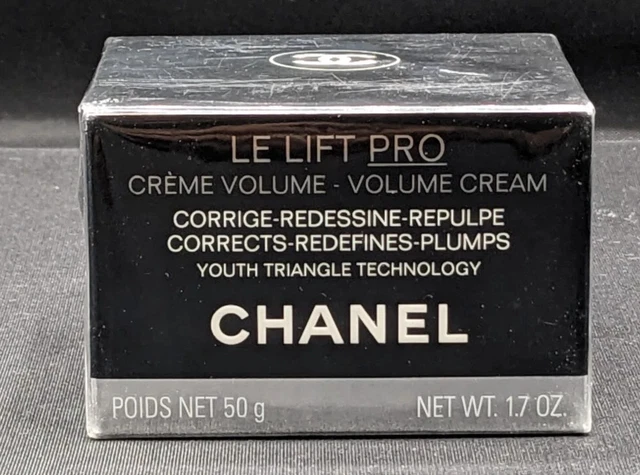 LE LIFT PRO
CRÈME VOLUME - VOLUME CREAM
CORRIGE-REDESSINE-REPULPE
CORRECTS-REDEFINES-PLUMPS
YOUTH TRIANGLE TECHNOLOGY
CHANEL
POIDS NET 50 g NET WT. 1.7 OZ.